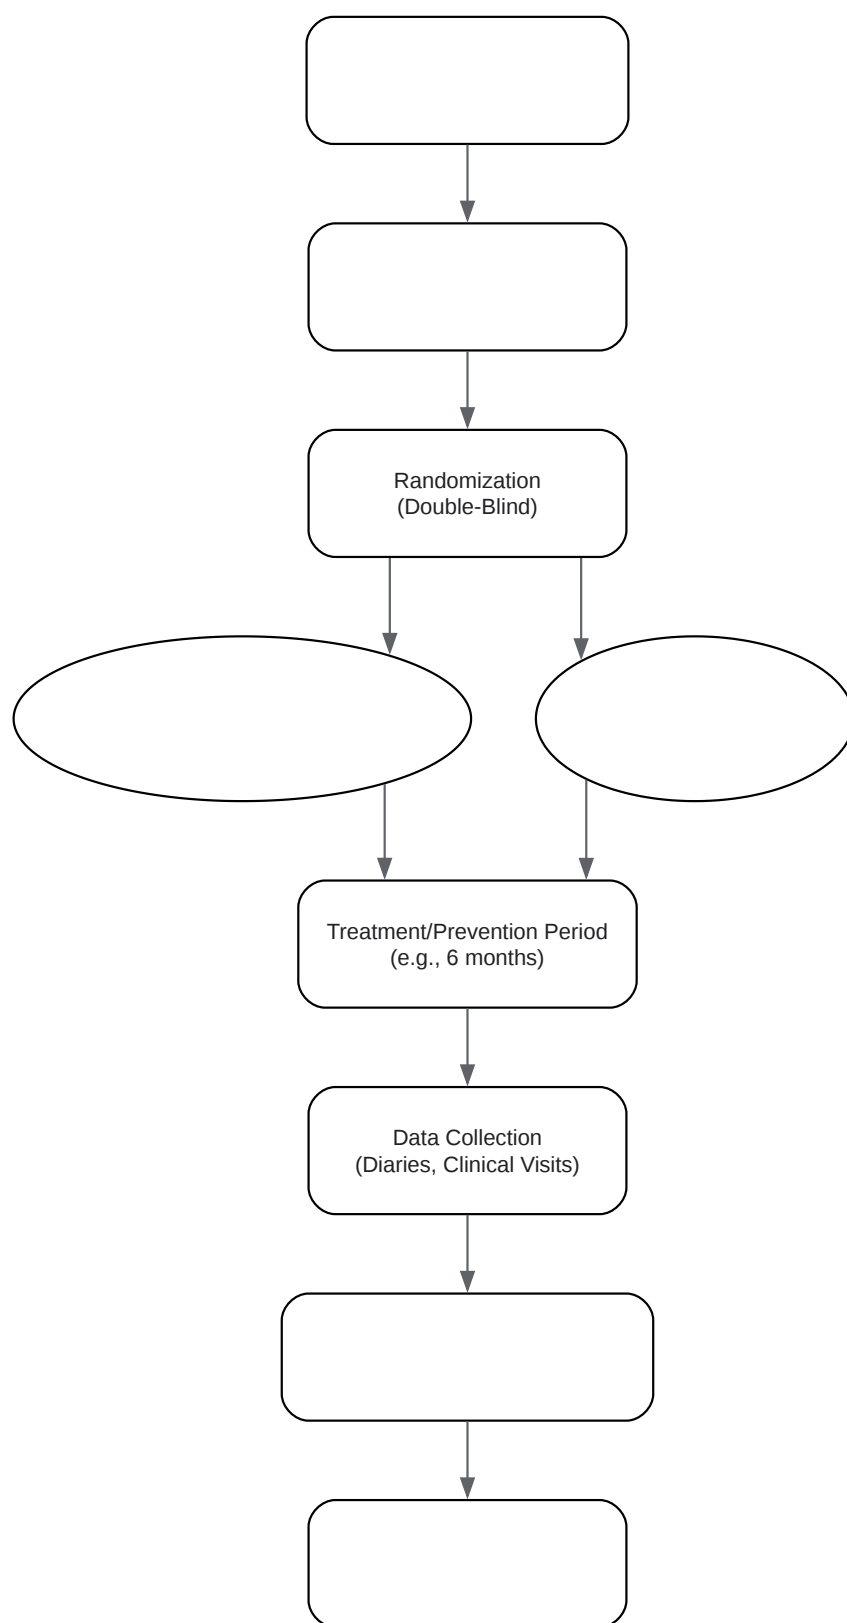 Randomization
(Double-Blind)
Treatment/Prevention Period
(e.g., 6 months)
Data Collection
(Diaries, Clinical Visits)